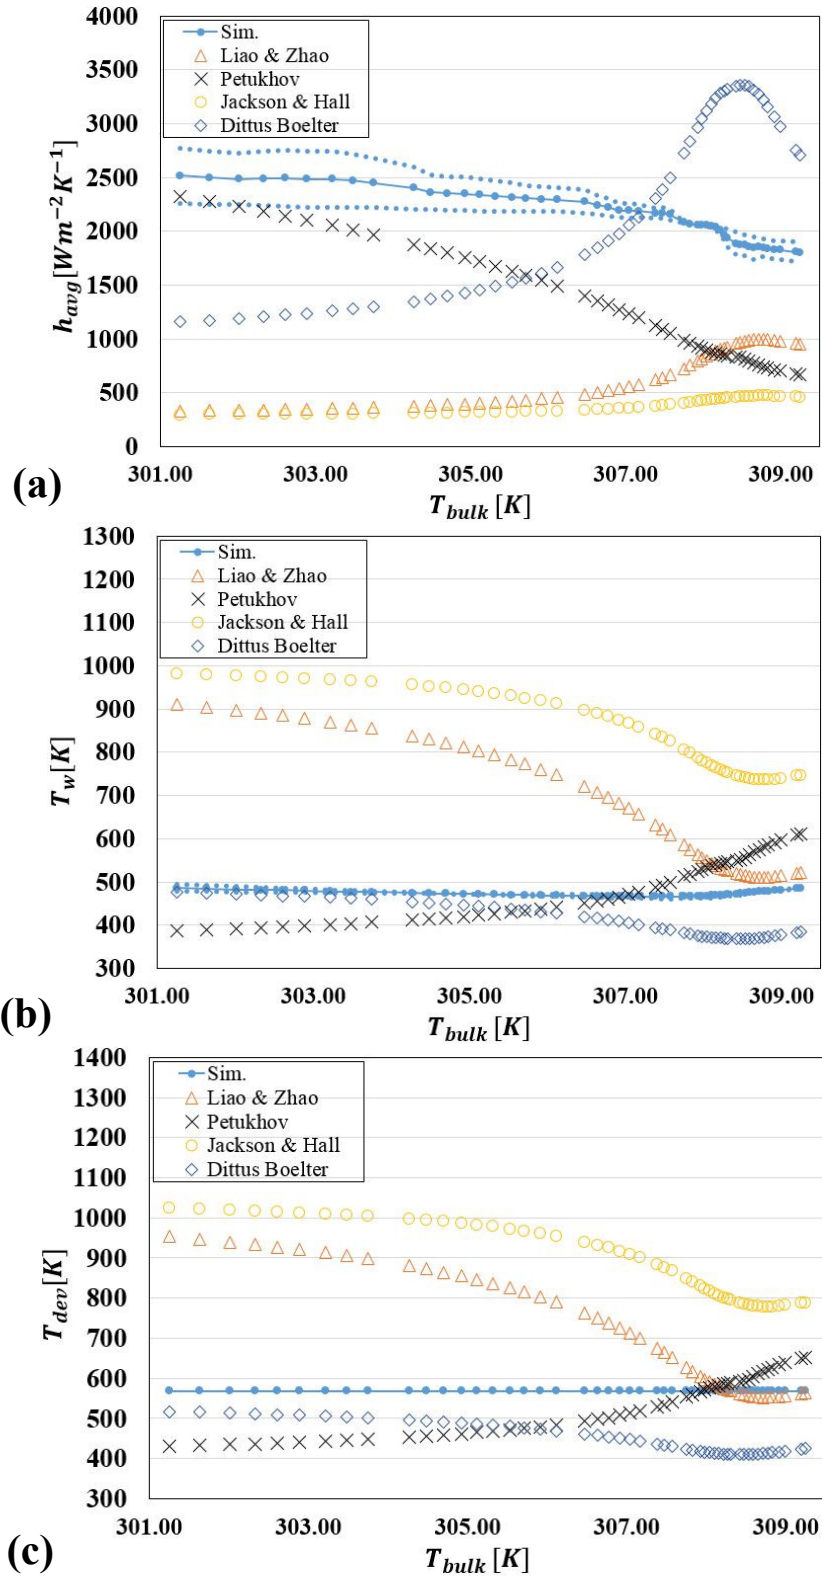 4000
3500
3000
2500
2000
1500
1000
500
0
h_avg[Wm^−2K^−1]
Sim.
Liao & Zhao
Petukhov
Jackson & Hall
Dittus Boelter
301.00 303.00 305.00 307.00 309.00
T_bulk [K]
(a)
1300
1200
1100
1000
900
800
700
600
500
400
300
T_w[K]
Sim.
Liao & Zhao
Petukhov
Jackson & Hall
Dittus Boelter
301.00 303.00 305.00 307.00 309.00
T_bulk [K]
(b)
1400
1300
1200
1100
1000
900
800
700
600
500
400
300
T_dev[K]
Sim.
Liao & Zhao
Petukhov
Jackson & Hall
Dittus Boelter
301.00 303.00 305.00 307.00 309.00
T_bulk [K]
(c)